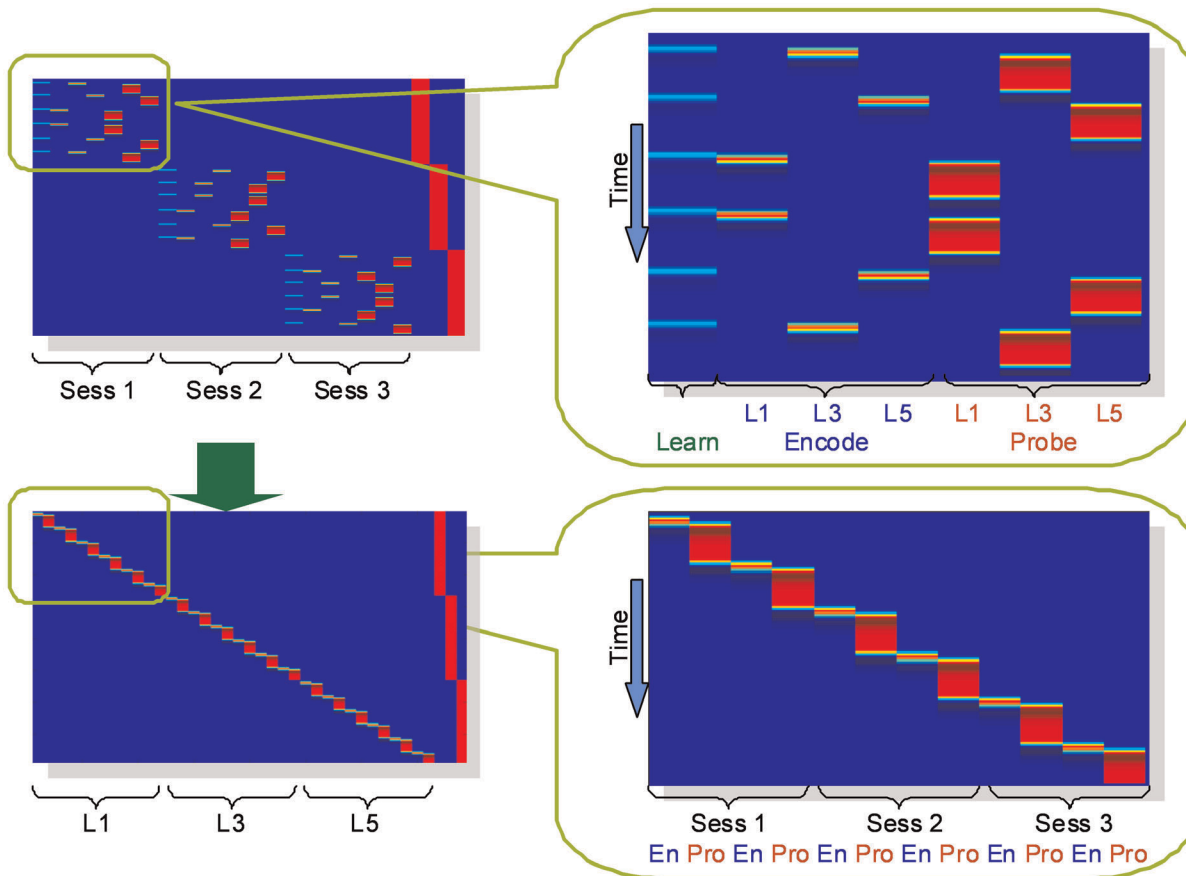 Sess 1 Sess 2 Sess 3
Time
L1 L3 L5 L1 L3 L5
Learn Encode Probe
L1 L3 L5
Time
Sess 1 Sess 2 Sess 3
En Pro En Pro En Pro En Pro En Pro En Pro